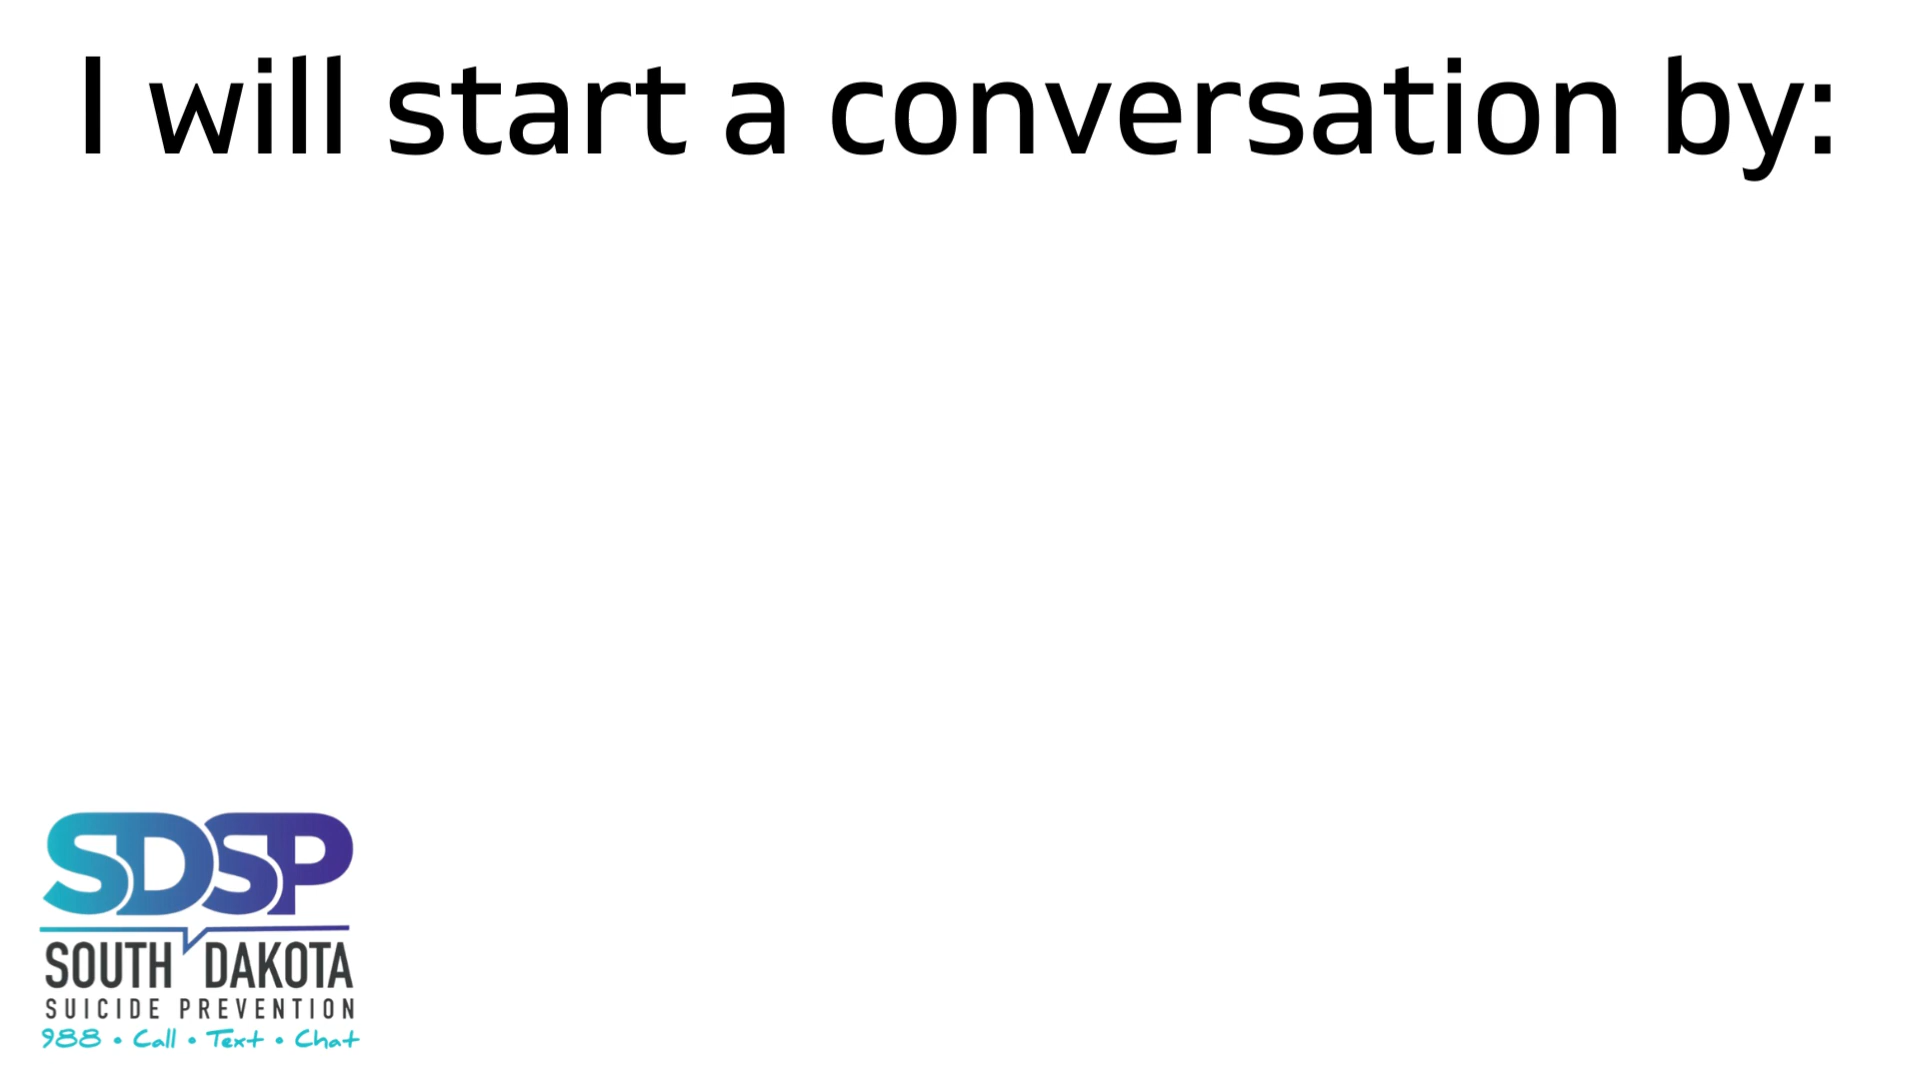 I will start a conversation by:
SDSP
SOUTH DAKOTA
SUICIDE PREVENTION
988 • Call • Text • Chat